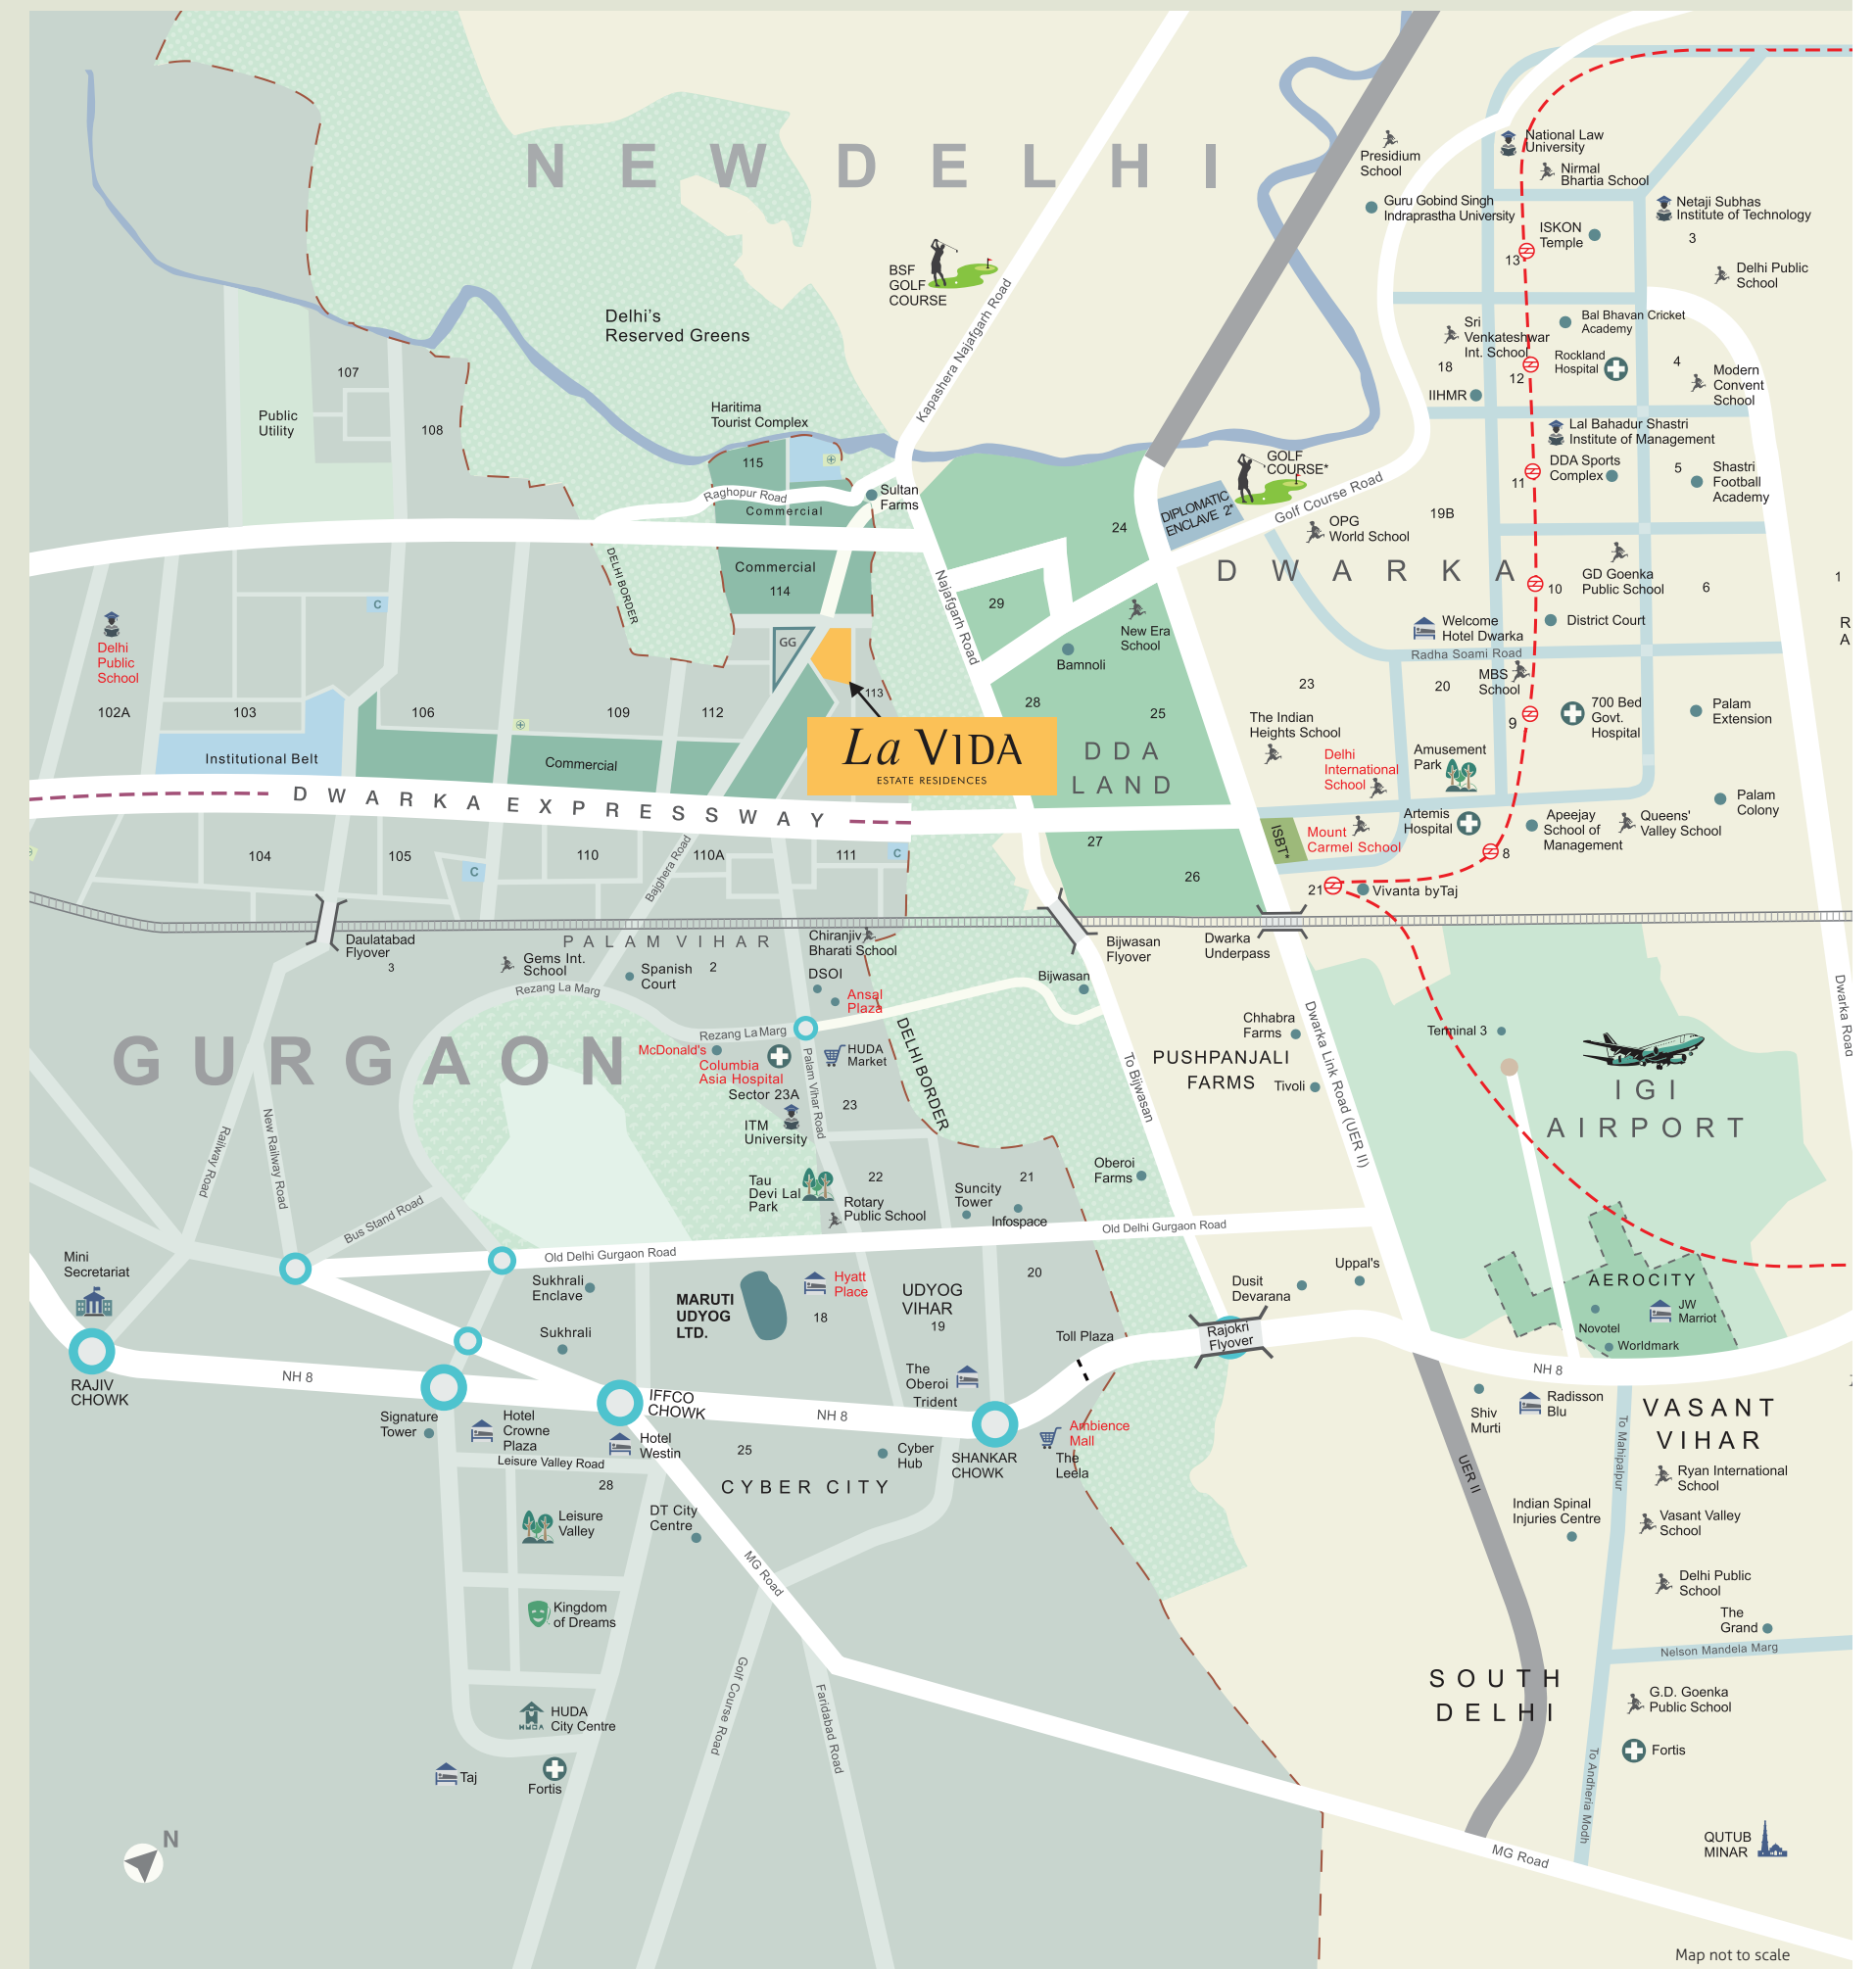 NEW DELHI
Presidium
School
National Law
University
Nirmal
Bhartia School
Guru Gobind Singh
Indraprastha University
Netaji Subhas
Institute of Technology
3
ISKON
Temple
13
Delhi Public
School
BSF
GOLF
COURSE
Delhi's
Reserved Greens
Kapashera Najafgarh Road
Sri
Venkateshwar
Int. School
Bal Bhavan Cricket
Academy
Rockland
Hospital
18
12
4
Modern
Convent
School
IIHMR
107
Public
Utility
108
Haritima
Tourist Complex
115
Raghopur Road
Commercial
Sultan
Farms
GOLF
COURSE*
DIPLOMATIC
ENCLAVE 2*
Golf Course Road
Lal Bahadur Shastri
Institute of Management
DDA Sports
Complex
11
5
Shastri
Football
Academy
24
19B
OPG
World School
DELHI BORDER
Commercial
114
Najafgarh Road
29
DWARKA
GD Goenka
Public School
10
6
1
C
New Era
School
Bamnoli
Welcome
Hotel Dwarka
District Court
R
A
Radha Soami Road
Delhi
Public
School
GG
113
MBS
School
23
20
102A
103
106
109
112
28
25
The Indian
Heights School
9
700 Bed
Govt.
Hospital
Palam
Extension
Institutional Belt
Commercial
La VIDA
ESTATE RESIDENCES
DDA
LAND
Delhi
International
School
Amusement
Park
DWARKA EXPRESSWAY
Palam
Colony
Artemis
Hospital
Apeejay
School of
Management
Queens'
Valley School
ISBT*
Mount
Carmel School
8
104
105
C
110
Bajghera Road
110A
111
C
27
26
21
Vivanta byTaj
Daulatabad
Flyover
3
PALAM VIHAR
Gems Int.
School
Spanish
Court
2
Chiranjiv
Bharati School
DSOI
Ansal
Plaza
Bijwasan
Bijwasan
Flyover
Dwarka
Underpass
Rezang La Marg
Rezang La Marg
GURGAON
McDonald's
Columbia
Asia Hospital
Sector 23A
HUDA
Market
Palam Vihar Road
DELHI BORDER
To Bijwasan
Chhabra
Farms
PUSHPANJALI
FARMS
Tivoli
Dwarka Link Road (UER II)
Terminal 3
IGI
AIRPORT
Dwarka Road
ITM
University
23
Railway Road
New Railway Road
Bus Stand Road
Tau
Devi Lal
Park
22
Rotary
Public School
Suncity
Tower
21
Infospace
Oberoi
Farms
Old Delhi Gurgaon Road
Old Delhi Gurgaon Road
Mini
Secretariat
Sukhrali
Enclave
Sukhrali
MARUTI
UDYOG
LTD.
Hyatt
Place
18
UDYOG
VIHAR
19
20
Toll Plaza
Dusit
Devarana
Uppal's
Rajokri
Flyover
AEROCITY
JW
Marriot
Novotel
Worldmark
RAJIV
CHOWK
NH 8
IFFCO
CHOWK
NH 8
The
Oberoi
Trident
NH 8
Signature
Tower
Hotel
Crowne
Plaza
Leisure Valley Road
Hotel
Westin
25
Cyber
Hub
SHANKAR
CHOWK
Ambience
Mall
The
Leela
Shiv
Murti
Radisson
Blu
VASANT
VIHAR
CYBER CITY
28
UER II
To Mahipalpur
Ryan International
School
Leisure
Valley
DT City
Centre
Indian Spinal
Injuries Centre
Vasant Valley
School
MG Road
Delhi Public
School
Kingdom
of Dreams
The
Grand
Nelson Mandela Marg
Golf Course Road
Faridabad Road
SOUTH
DELHI
G.D. Goenka
Public School
HUDA
HUDA
City Centre
Fortis
Taj
Fortis
To Andheria Modh
N
MG Road
QUTUB
MINAR
Map not to scale